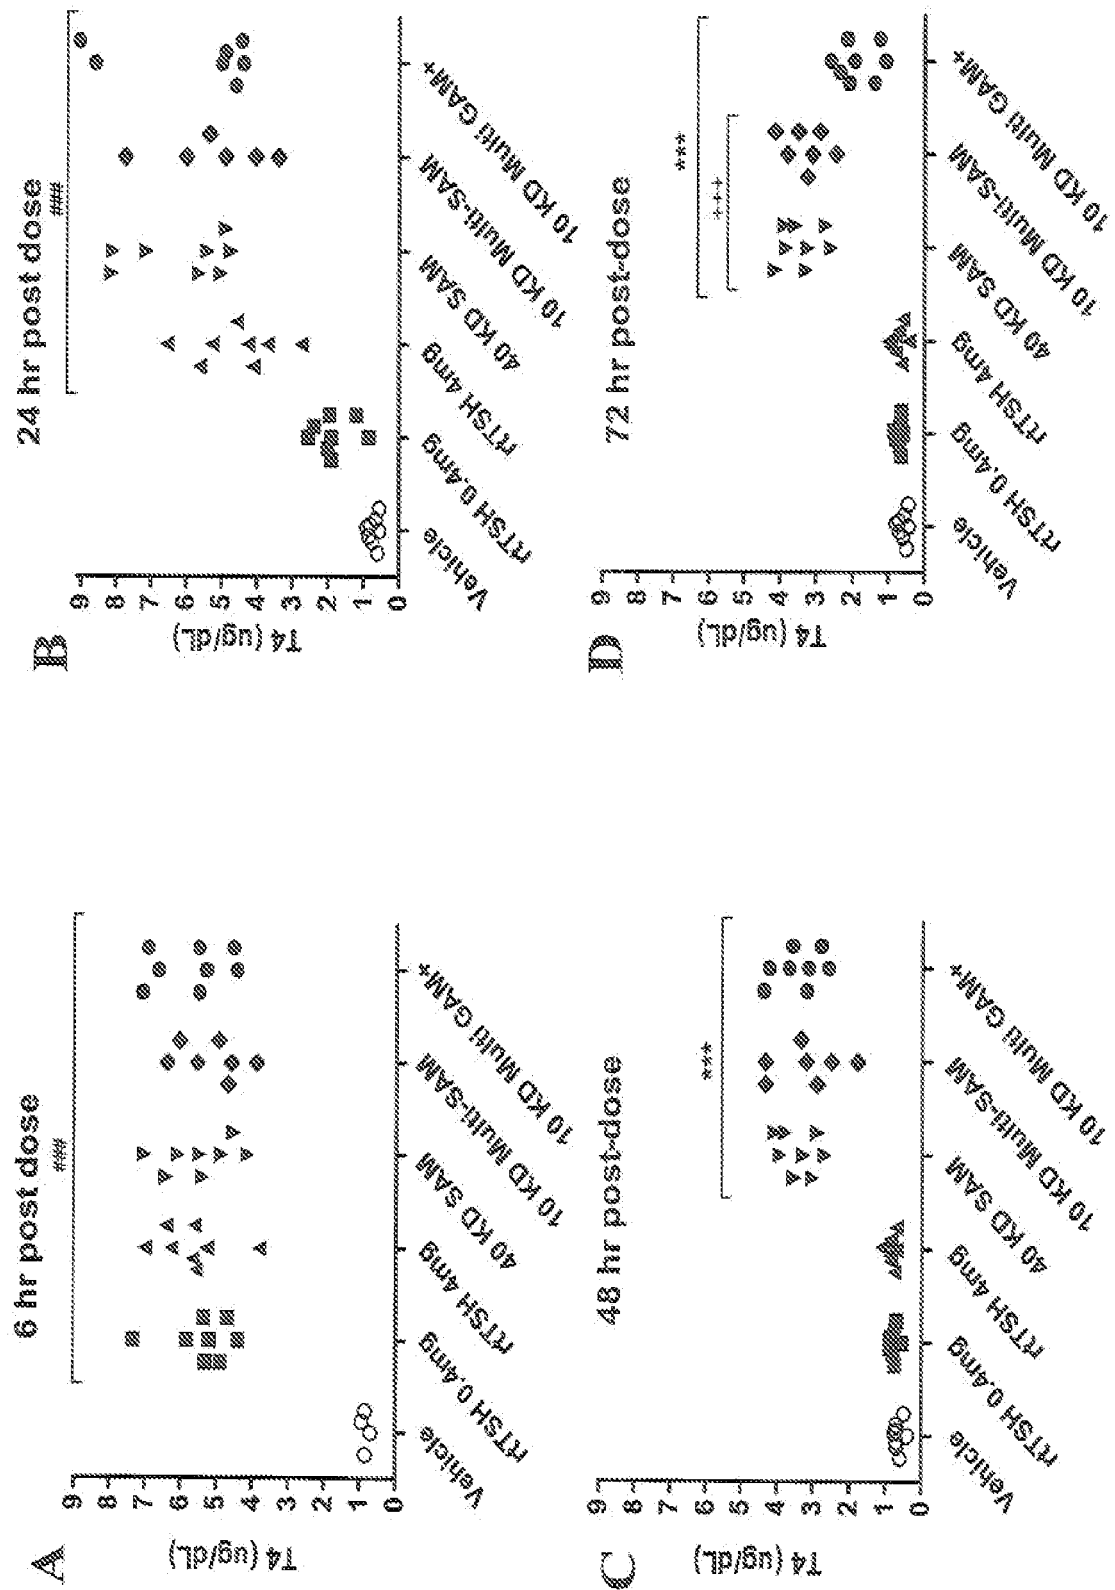 A
6 hr post dose
###
T4 (ug/dL)
9
8
7
6
5
4
3
2
1
0
Vehicle
rTSH 0.4mg
rTSH 4mg
40 KD SAM
10 KD Multi-SAM
10 KD Multi GAM+
B
24 hr post dose
###
T4 (ug/dL)
9
8
7
6
5
4
3
2
1
0
Vehicle
rTSH 0.4mg
rTSH 4mg
40 KD SAM
10 KD Multi-SAM
10 KD Multi GAM+
C
48 hr post-dose
***
T4 (ug/dL)
9
8
7
6
5
4
3
2
1
0
Vehicle
rTSH 0.4mg
rTSH 4mg
40 KD SAM
10 KD Multi-SAM
10 KD Multi GAM+
D
72 hr post-dose
***
+++
T4 (ug/dL)
9
8
7
6
5
4
3
2
1
0
Vehicle
rTSH 0.4mg
rTSH 4mg
40 KD SAM
10 KD Multi-SAM
10 KD Multi GAM+